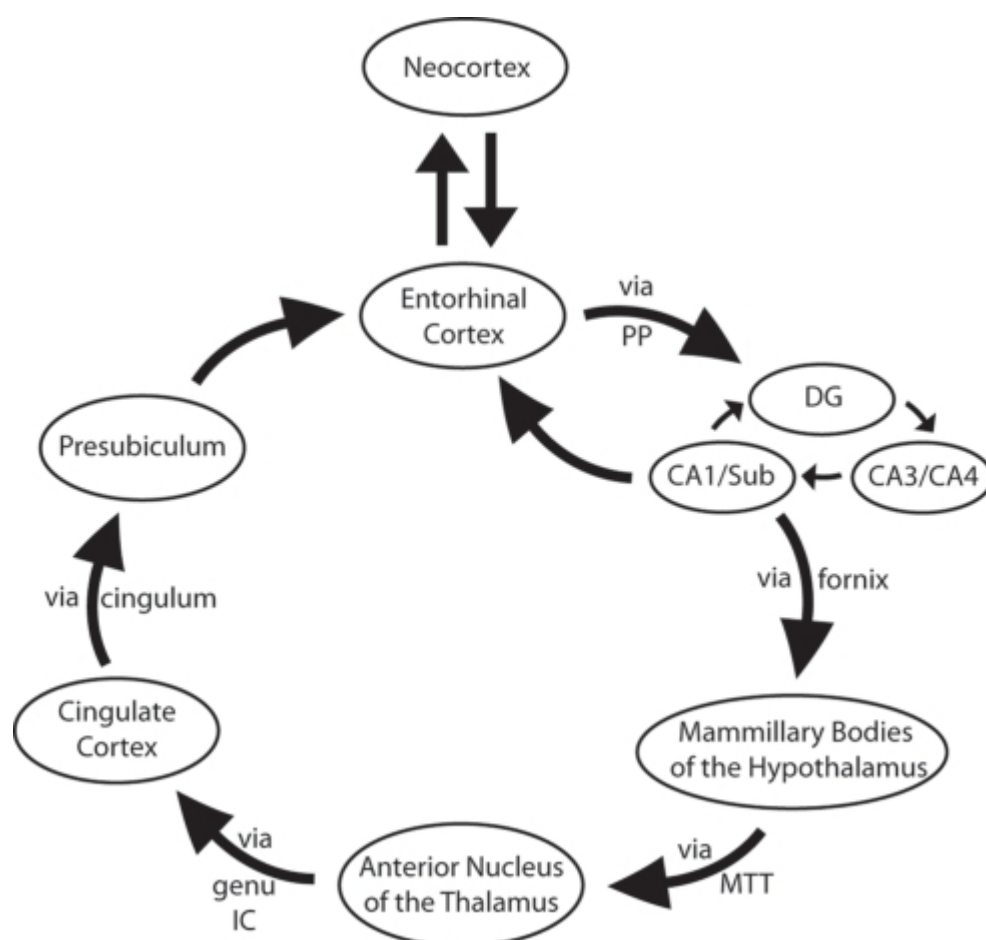 Neocortex
Entorhinal
Cortex
via
PP
DG
CA1/Sub
CA3/CA4
Presubiculum
via fornix
via cingulum
Cingulate
Cortex
Mammillary Bodies
of the Hypothalamus
via
MTT
Anterior Nucleus
of the Thalamus
via
genu
IC